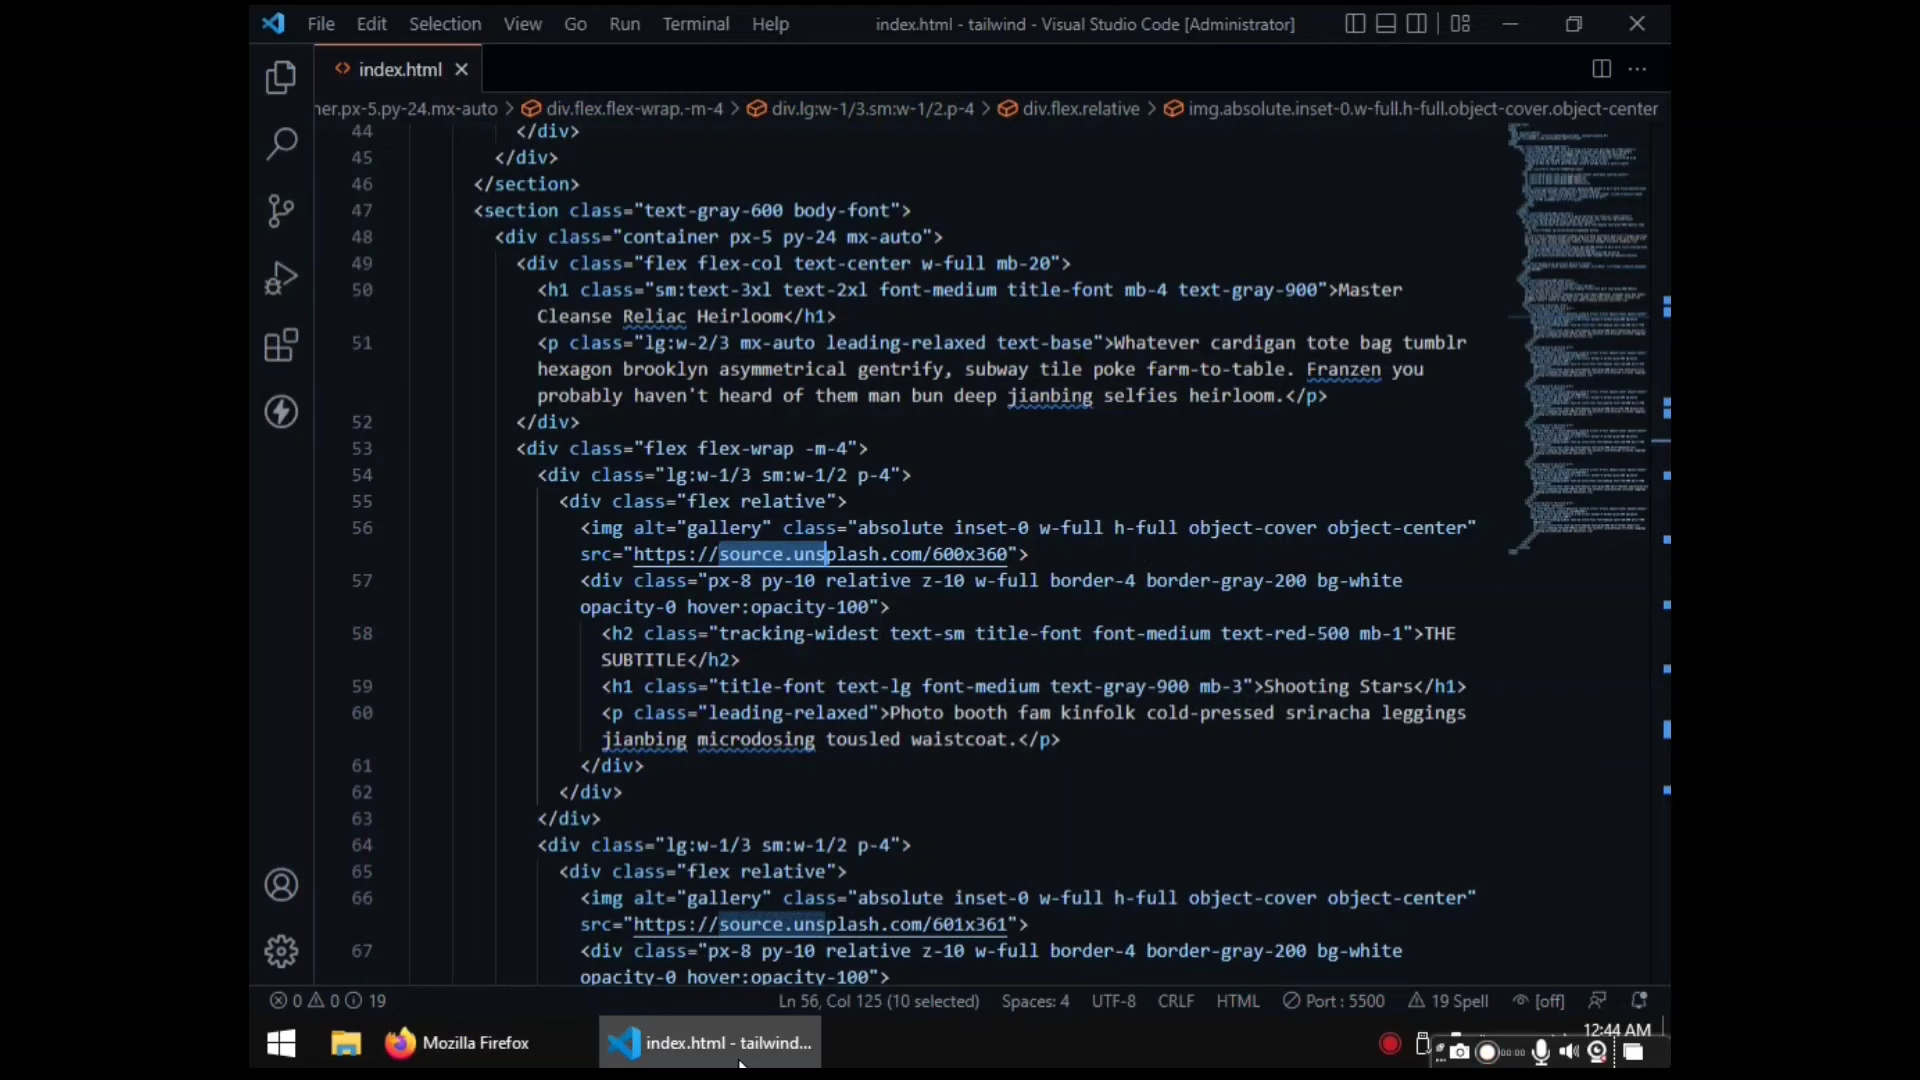 File Edit Selection View Go Run Terminal Help index.html - tailwind - Visual Studio Code [Administrator]
index.html
ner.px-5.py-24.mx-auto > div.flex.flex-wrap.-m-4 > div.lg:w-1/3.sm:w-1/2.p-4 > div.flex.relative > img.absolute.inset-0.w-full.h-full.object-cover.object-center
44 </div>
45 </div>
46 </section>
47 <section class="text-gray-600 body-font">
48 <div class="container px-5 py-24 mx-auto">
49 <div class="flex flex-col text-center w-full mb-20">
50 <h1 class="sm:text-3xl text-2xl font-medium title-font mb-4 text-gray-900">Master
Cleanse Reliac Heirloom</h1>
51 <p class="lg:w-2/3 mx-auto leading-relaxed text-base">Whatever cardigan tote bag tumblr
hexagon brooklyn asymmetrical gentrify, subway tile poke farm-to-table. Franzen you
probably haven't heard of them man bun deep jianbing selfies heirloom.</p>
52 </div>
53 <div class="flex flex-wrap -m-4">
54 <div class="lg:w-1/3 sm:w-1/2 p-4">
55 <div class="flex relative">
56 <img alt="gallery" class="absolute inset-0 w-full h-full object-cover object-center"
src="https://source.unsplash.com/600x360">
57 <div class="px-8 py-10 relative z-10 w-full border-4 border-gray-200 bg-white
opacity-0 hover:opacity-100">
58 <h2 class="tracking-widest text-sm title-font font-medium text-red-500 mb-1">THE
SUBTITLE</h2>
59 <h1 class="title-font text-lg font-medium text-gray-900 mb-3">Shooting Stars</h1>
60 <p class="leading-relaxed">Photo booth fam kinfolk cold-pressed sriracha leggings
jianbing microdosing tousled waistcoat.</p>
61 </div>
62 </div>
63 </div>
64 <div class="lg:w-1/3 sm:w-1/2 p-4">
65 <div class="flex relative">
66 <img alt="gallery" class="absolute inset-0 w-full h-full object-cover object-center"
src="https://source.unsplash.com/601x361">
67 <div class="px-8 py-10 relative z-10 w-full border-4 border-gray-200 bg-white
opacity-0 hover:opacity-100">
0 0 19 Ln 56, Col 125 (10 selected) Spaces: 4 UTF-8 CRLF HTML Port : 5500 19 Spell [off]
Mozilla Firefox index.html - tailwind... 00:00 12:44 AM